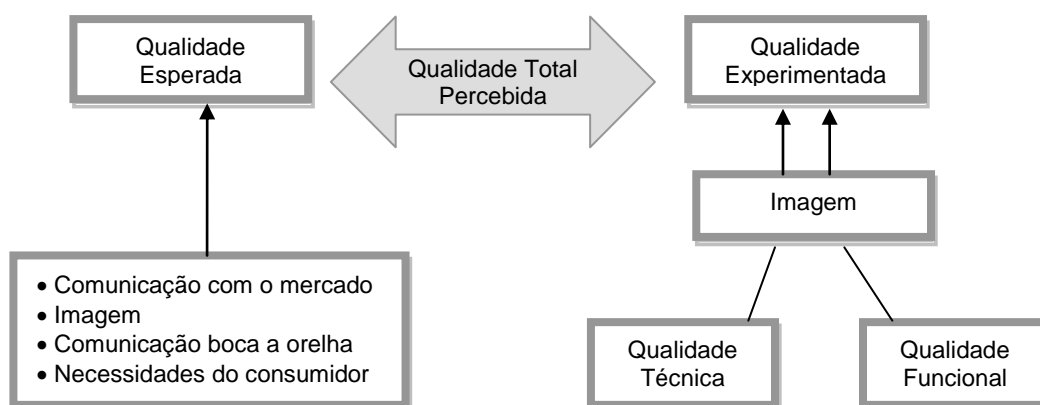 Qualidade
Esperada
Qualidade Total
Percebida
Qualidade
Experimentada
Imagem
• Comunicação com o mercado
• Imagem
• Comunicação boca a orelha
• Necessidades do consumidor
Qualidade
Técnica
Qualidade
Funcional